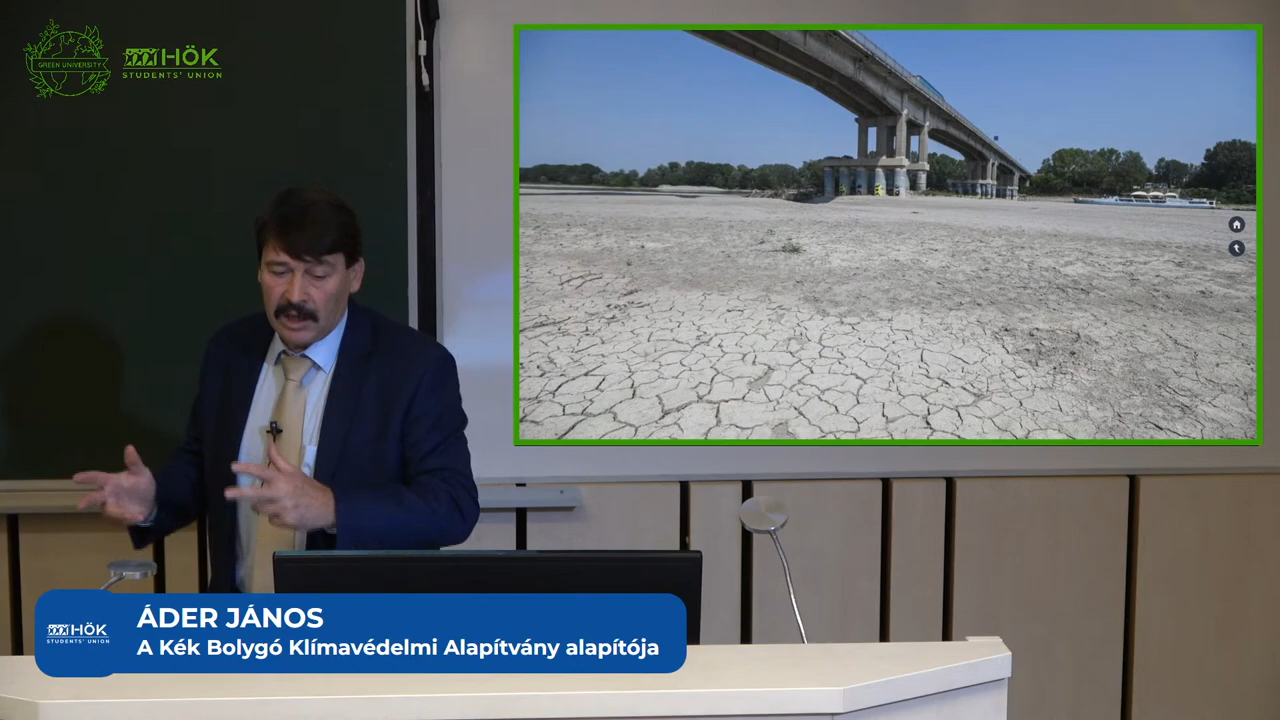 GREEN UNIVERSITY
HÖK
STUDENTS' UNION
HÖK
STUDENTS' UNION
ÁDER JÁNOS
A Kék Bolygó Klímavédelmi Alapítvány alapítója